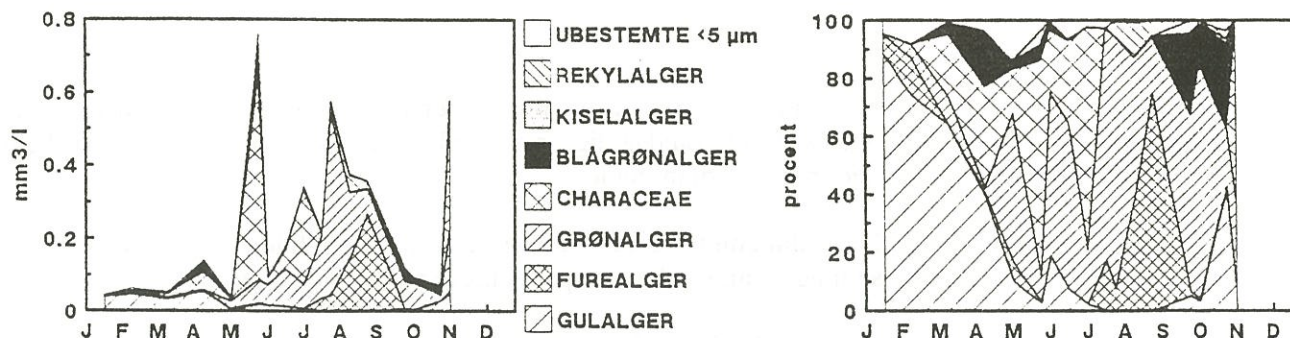 mm3/l
0.8
0.6
0.4
0.2
0.0
J F M A M J J A S O N D
UBESTEMTE <5 µm
REKYLALGER
KISELALGER
BLÅGRØNALGER
CHARACEAE
GRØNALGER
FUREALGER
GULALGER
procent
100
80
60
40
20
0
J F M A M J J A S O N D